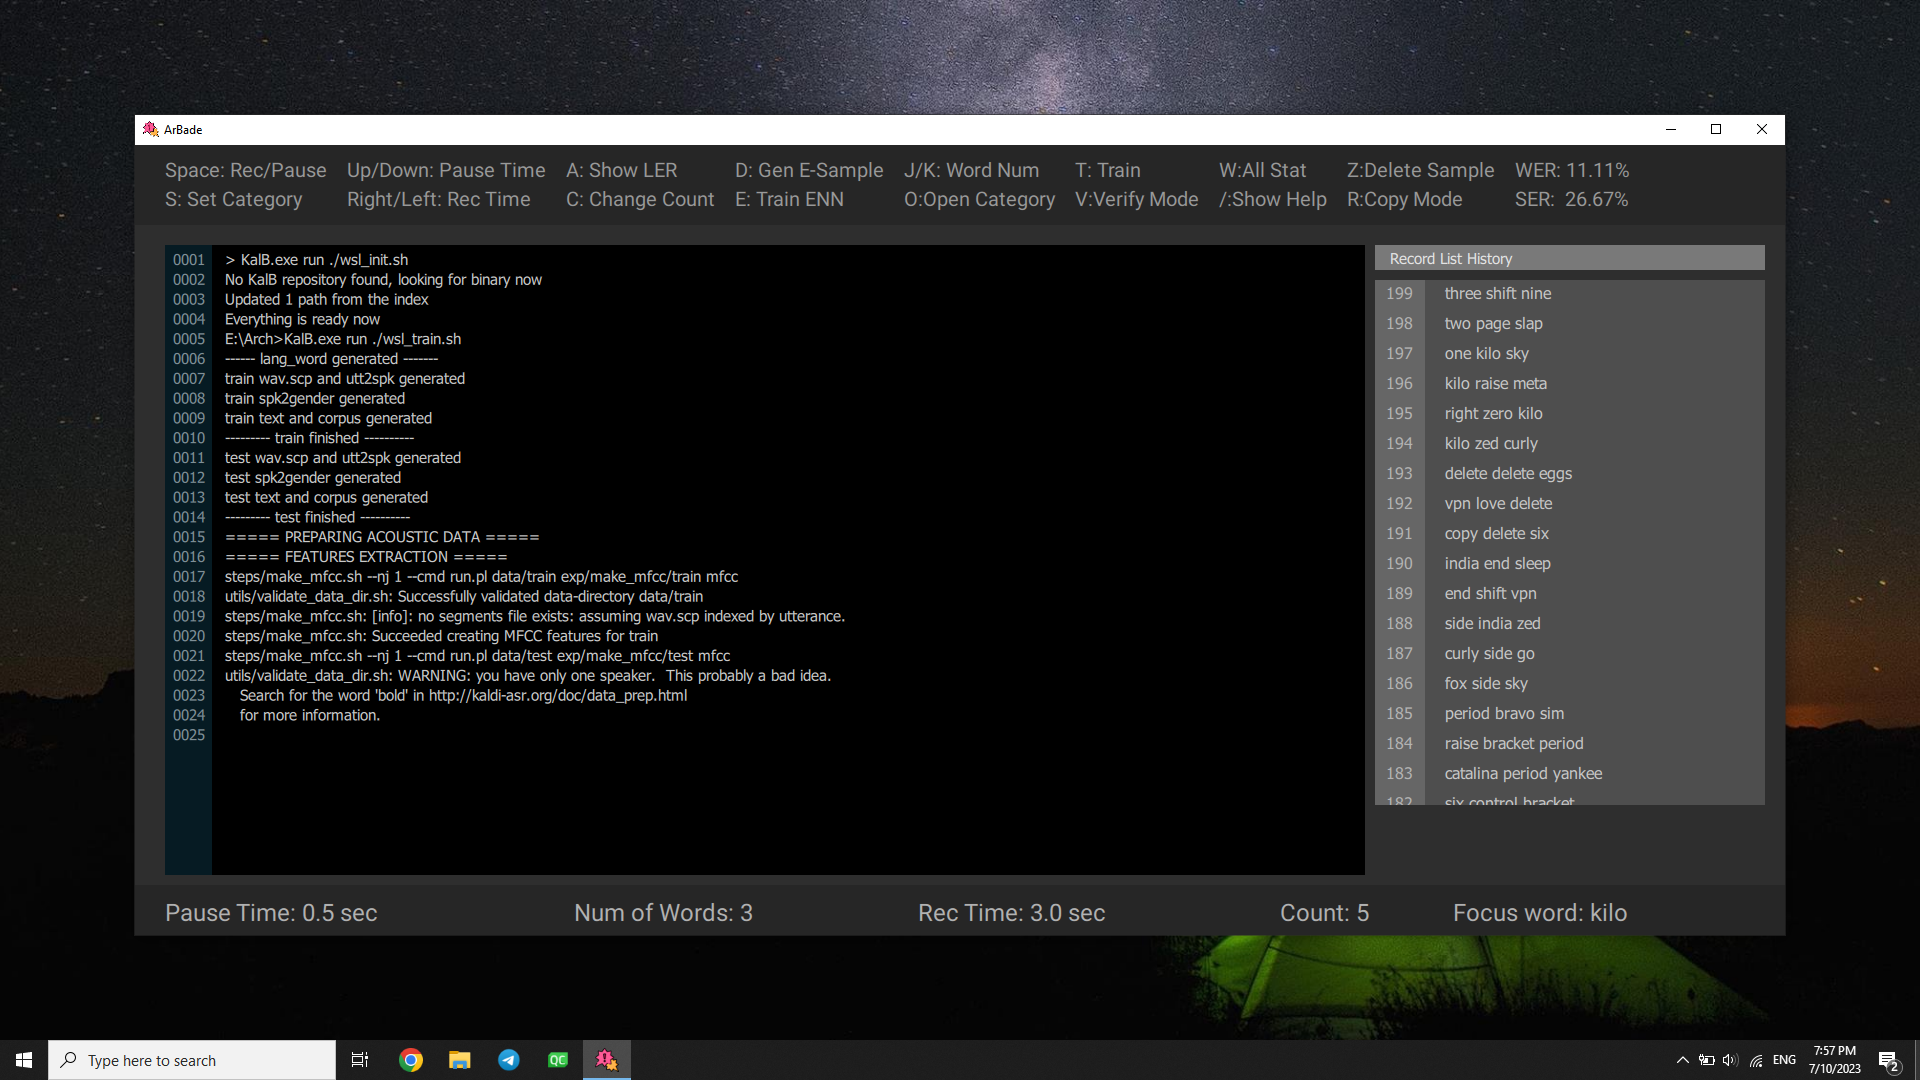 ArBade
Space: Rec/Pause Up/Down: Pause Time A: Show LER D: Gen E-Sample J/K: Word Num T: Train W:All Stat Z:Delete Sample WER: 11.11%
S: Set Category Right/Left: Rec Time C: Change Count E: Train ENN O:Open Category V:Verify Mode /:Show Help R:Copy Mode SER: 26.67%
0001 > KalB.exe run ./wsl_init.sh
0002 No KalB repository found, looking for binary now
0003 Updated 1 path from the index
0004 Everything is ready now
0005 E:\Arch>KalB.exe run ./wsl_train.sh
0006 ------ lang_word generated -------
0007 train wav.scp and utt2spk generated
0008 train spk2gender generated
0009 train text and corpus generated
0010 --------- train finished ----------
0011 test wav.scp and utt2spk generated
0012 test spk2gender generated
0013 test text and corpus generated
0014 --------- test finished ----------
0015 ===== PREPARING ACOUSTIC DATA =====
0016 ===== FEATURES EXTRACTION =====
0017 steps/make_mfcc.sh --nj 1 --cmd run.pl data/train exp/make_mfcc/train mfcc
0018 utils/validate_data_dir.sh: Successfully validated data-directory data/train
0019 steps/make_mfcc.sh: [info]: no segments file exists: assuming wav.scp indexed by utterance.
0020 steps/make_mfcc.sh: Succeeded creating MFCC features for train
0021 steps/make_mfcc.sh --nj 1 --cmd run.pl data/test exp/make_mfcc/test mfcc
0022 utils/validate_data_dir.sh: WARNING: you have only one speaker.  This probably a bad idea.
0023 Search for the word 'bold' in http://kaldi-asr.org/doc/data_prep.html
0024 for more information.
0025
Record List History
199 three shift nine
198 two page slap
197 one kilo sky
196 kilo raise meta
195 right zero kilo
194 kilo zed curly
193 delete delete eggs
192 vpn love delete
191 copy delete six
190 india end sleep
189 end shift vpn
188 side india zed
187 curly side go
186 fox side sky
185 period bravo sim
184 raise bracket period
183 catalina period yankee
182 six control bracket
Pause Time: 0.5 sec Num of Words: 3 Rec Time: 3.0 sec Count: 5 Focus word: kilo
Type here to search
QC
ENG
7:57 PM
7/10/2023
2